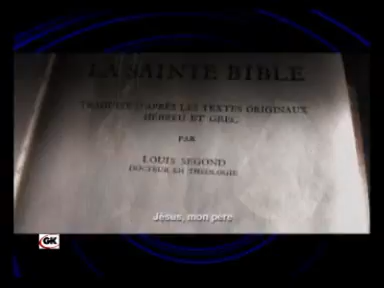 LA SAINTE BIBLE
TRADUITE D'APRÈS LES TEXTES ORIGINAUX
HÉBREU ET GREC
PAR
LOUIS SEGOND
DOCTEUR EN THÉOLOGIE
Jésus, mon père
GK